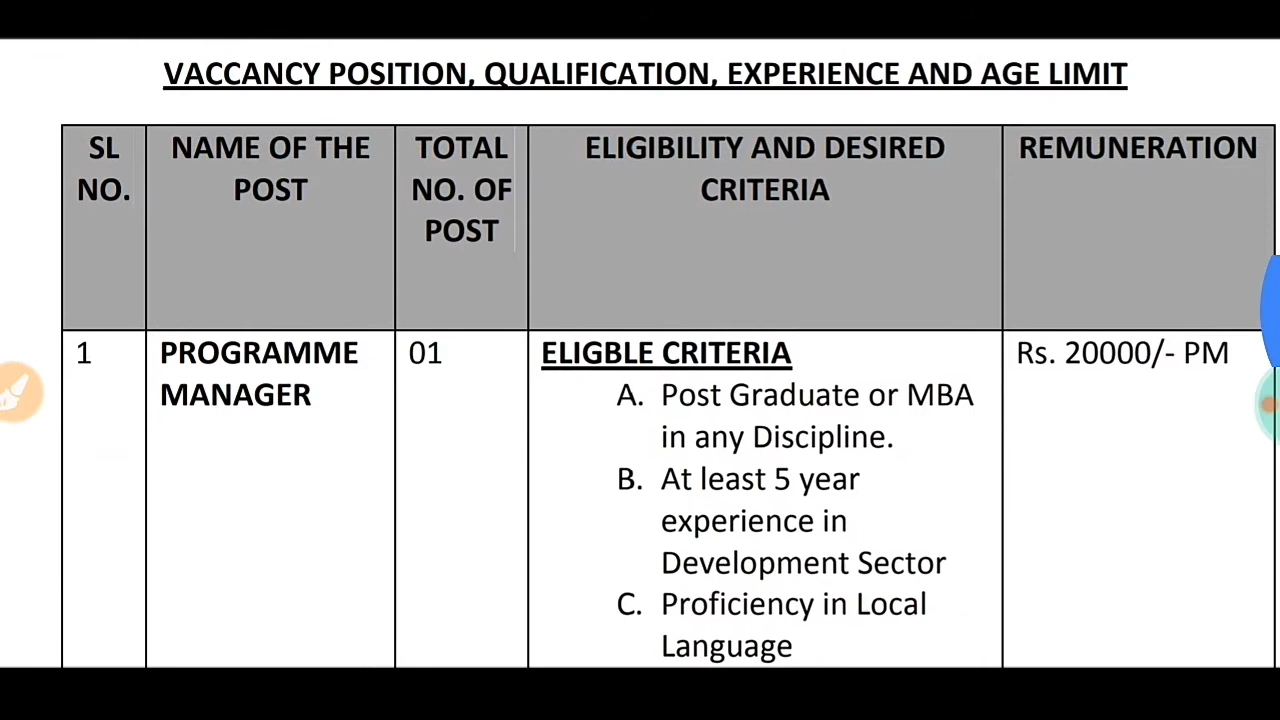 VACCANCY POSITION, QUALIFICATION, EXPERIENCE AND AGE LIMIT
SL
NO.
NAME OF THE
POST
TOTAL
NO. OF
POST
ELIGIBILITY AND DESIRED
CRITERIA
REMUNERATION
1
PROGRAMME
MANAGER
01
ELIGBLE CRITERIA
A. Post Graduate or MBA
in any Discipline.
B. At least 5 year
experience in
Development Sector
C. Proficiency in Local
Language
Rs. 20000/- PM